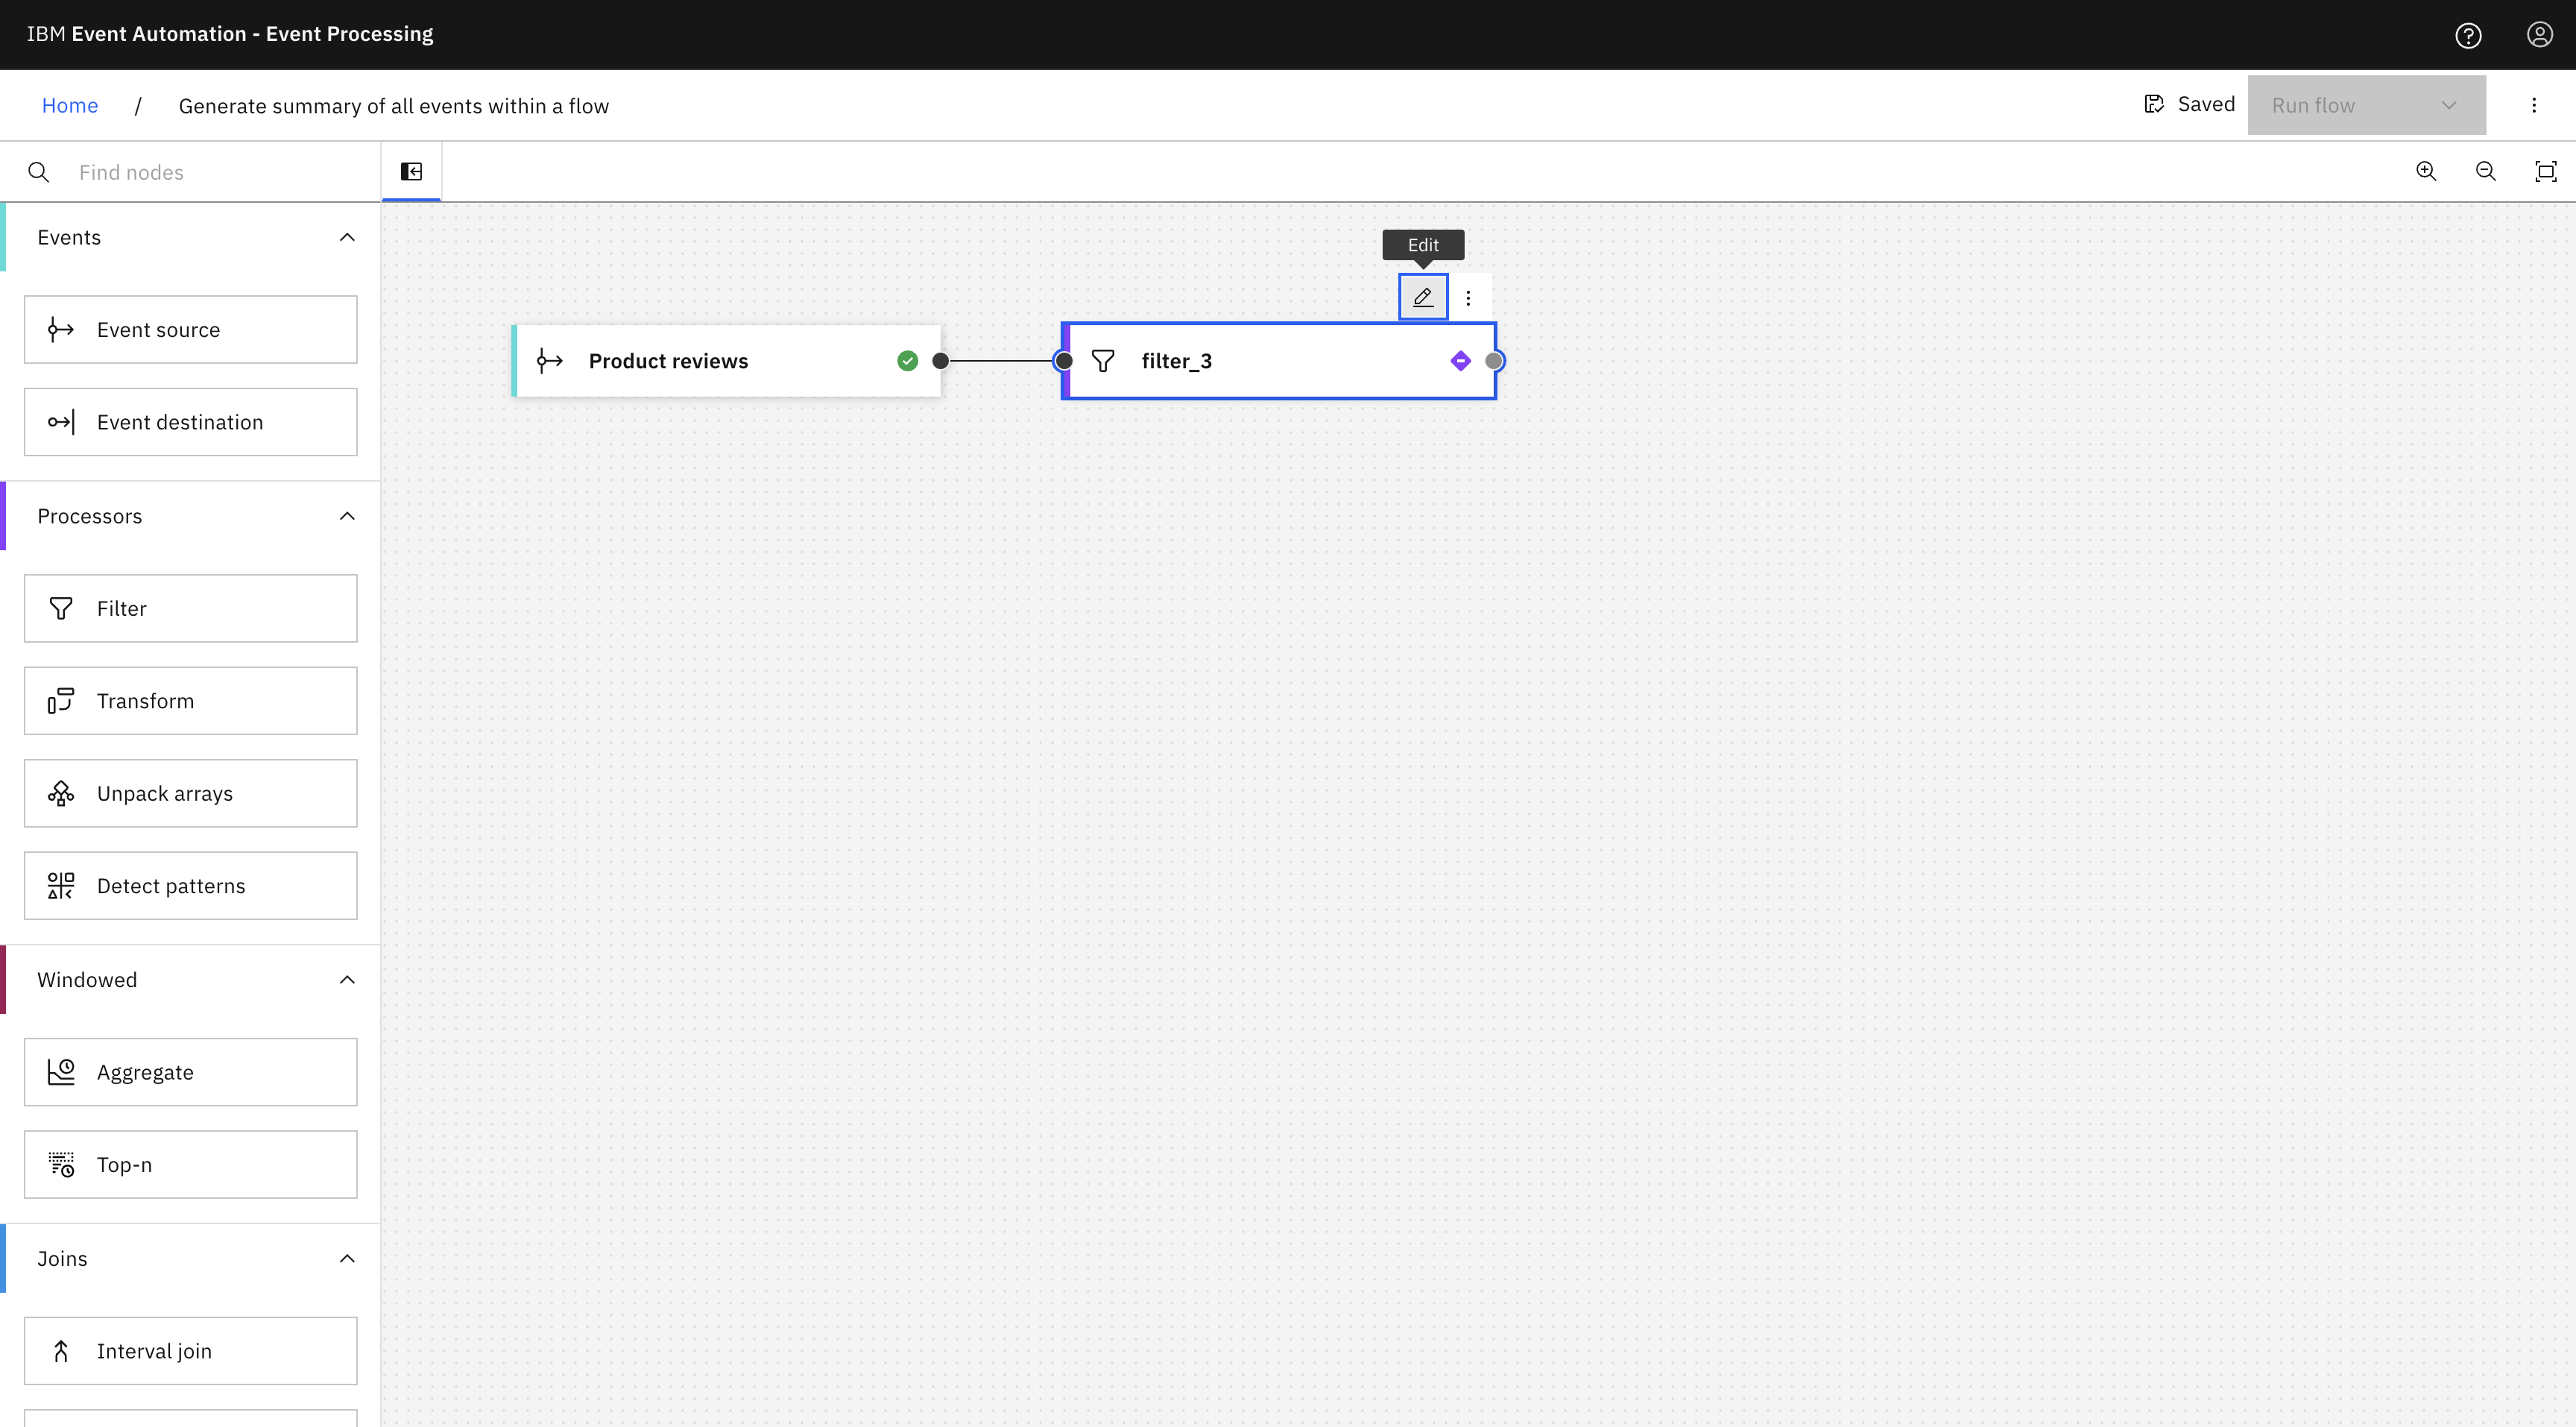 IBM Event Automation - Event Processing
Home / Generate summary of all events within a flow
Saved
Run flow
Find nodes
Events
Event source
Event destination
Processors
Filter
Transform
Unpack arrays
Detect patterns
Windowed
Aggregate
Top-n
Joins
Interval join
Edit
Product reviews
filter_3